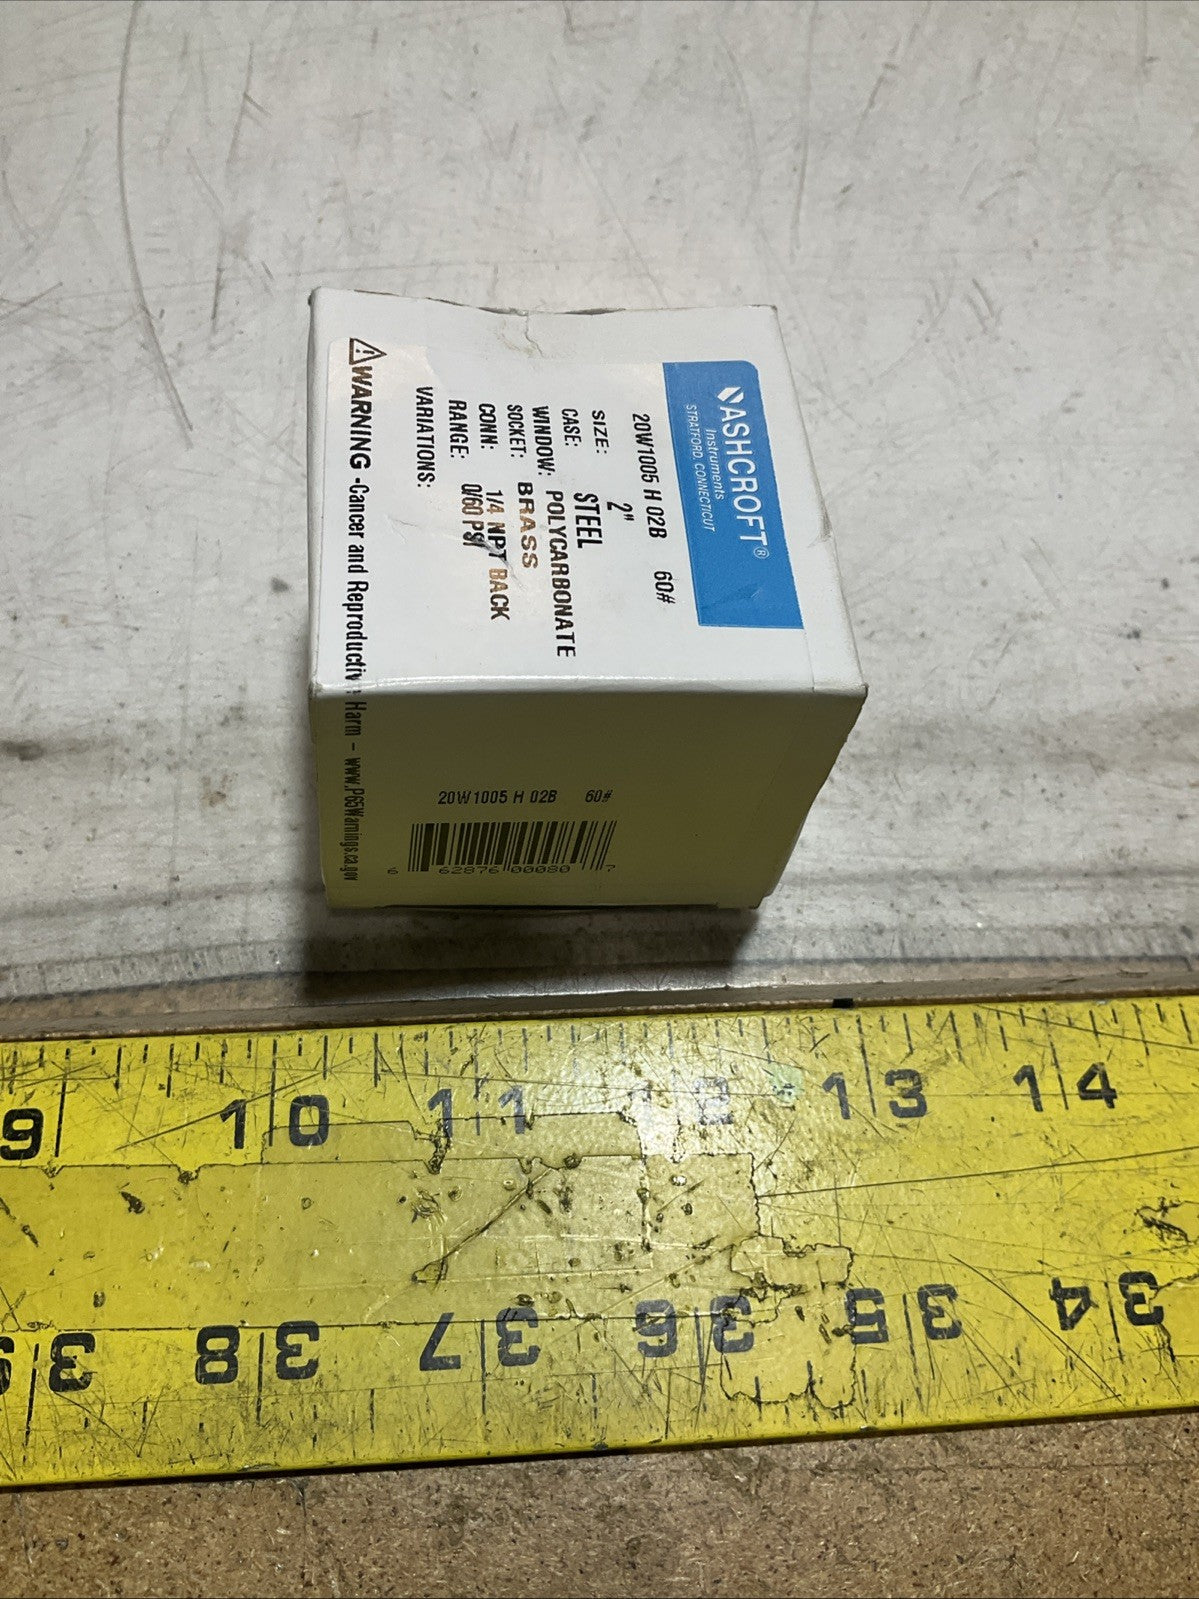 ASHCROFT®
Instruments
STRATFORD, CONNECTICUT
20W1005 H 02B 60#
SIZE: 2"
CASE: STEEL
WINDOW: POLYCARBONATE
SOCKET: BRASS
CONN: 1/4 NPT BACK
RANGE: 0/60 PSI
VARIATIONS:
⚠WARNING -Cancer and Reproductive Harm - www.P65Warnings.ca.gov
20W1005 H 02B 60#
6 62876 00080 7
9 10 11 12 13 14
38 37 36 35 34